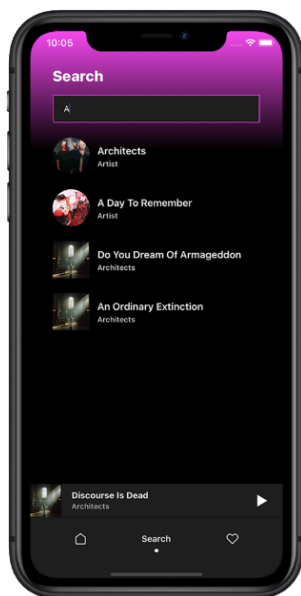 10:05
Search
A
Architects
Artist
A Day To Remember
Artist
Do You Dream Of Armageddon
Architects
An Ordinary Extinction
Architects
Discourse Is Dead
Architects
Search